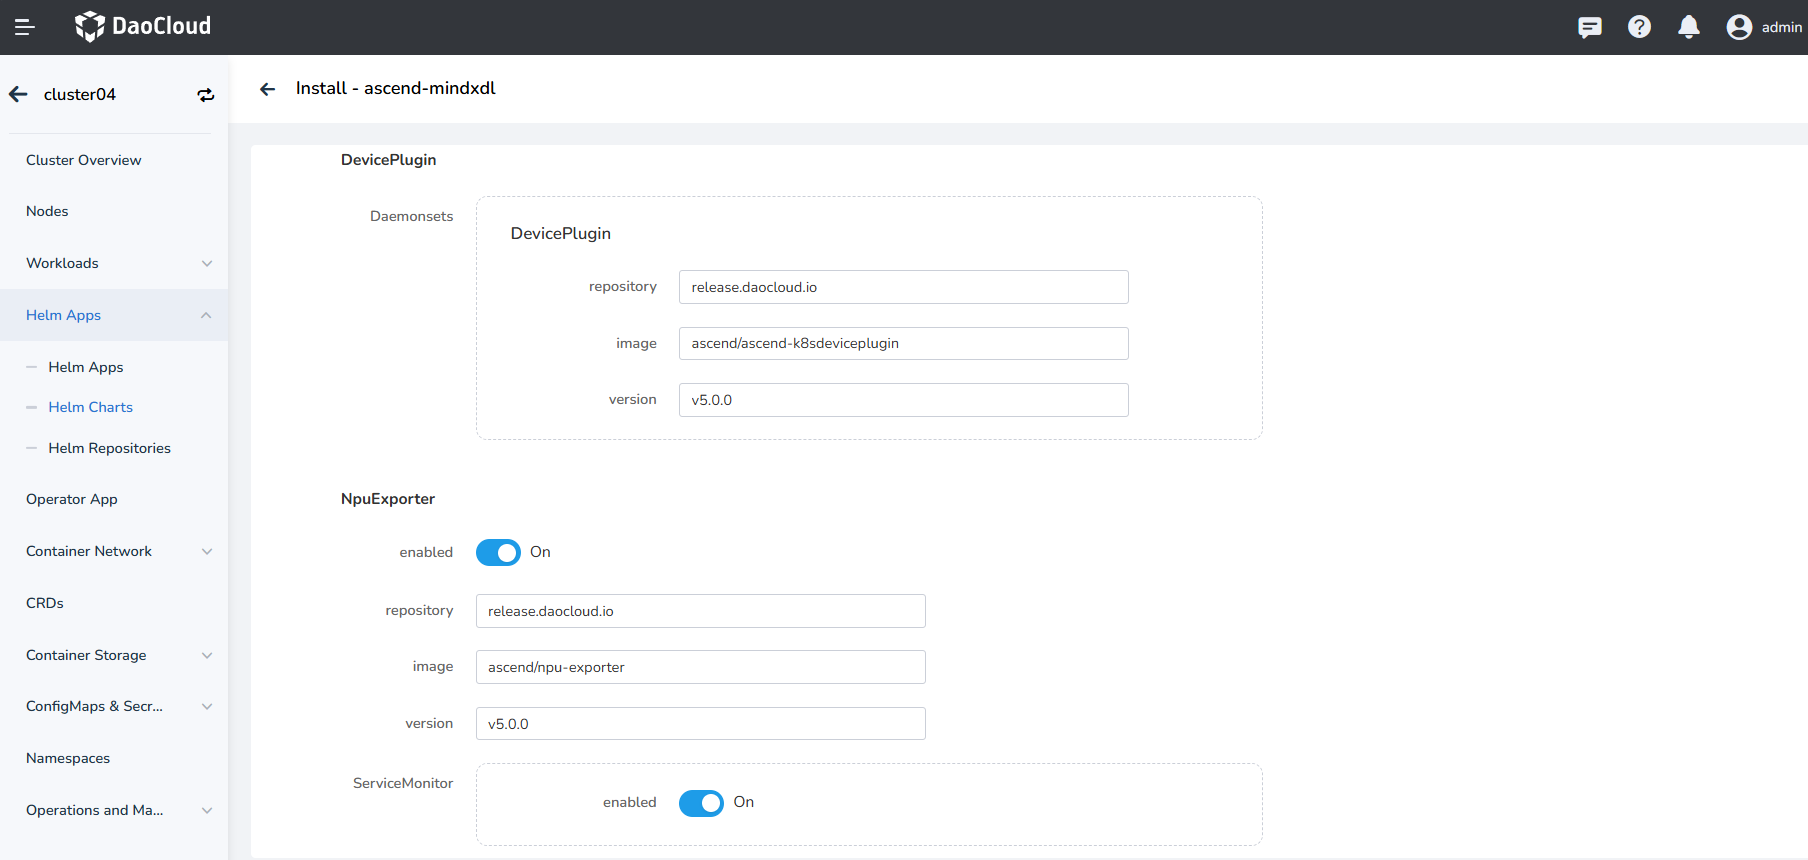 DaoCloud
admin
cluster04
Install - ascend-mindxdl
Cluster Overview
Nodes
Workloads
Helm Apps
Helm Apps
Helm Charts
Helm Repositories
Operator App
Container Network
CRDs
Container Storage
ConfigMaps & Secr...
Namespaces
Operations and Ma...
DevicePlugin
Daemonsets
DevicePlugin
repository release.daocloud.io
image ascend/ascend-k8sdeviceplugin
version v5.0.0
NpuExporter
enabled On
repository release.daocloud.io
image ascend/npu-exporter
version v5.0.0
ServiceMonitor
enabled On